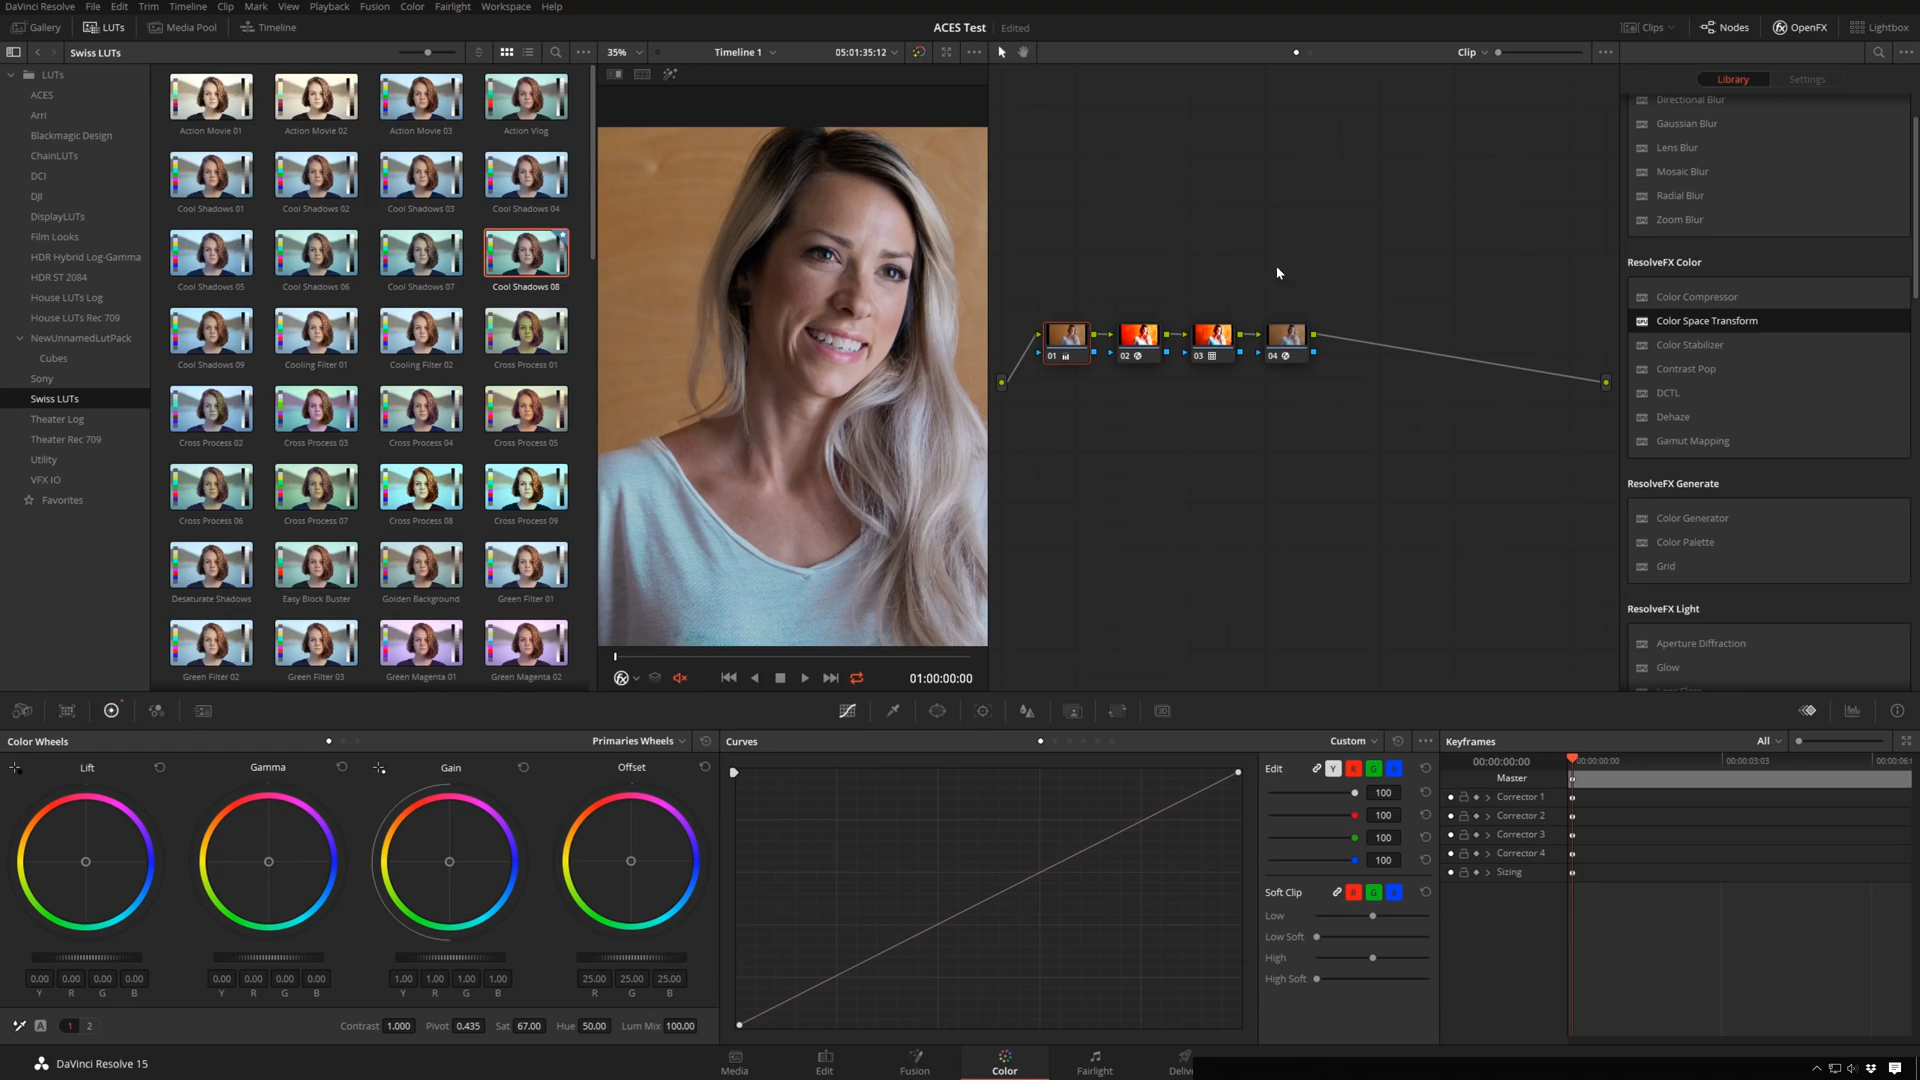 DaVinci Resolve File Edit Trim Timeline Clip Mark View Playback Fusion Color Fairlight Workspace Help
Gallery LUTs Media Pool Timeline ACES Test Edited Clips Nodes OpenFX Lightbox
Swiss LUTs 35% Timeline 1 05:01:35:12 Clip
Library Settings
LUTs
ACES
Arri
Blackmagic Design
ChainLUTs
DCI
DJI
DisplayLUTs
Film Looks
HDR Hybrid Log-Gamma
HDR ST 2084
House LUTs Log
House LUTs Rec 709
NewUnnamedLutPack
Cubes
Sony
Swiss LUTs
Theater Log
Theater Rec 709
Utility
VFX IO
Favorites
Action Movie 01 Action Movie 02 Action Movie 03 Action Vlog
Cool Shadows 01 Cool Shadows 02 Cool Shadows 03 Cool Shadows 04
Cool Shadows 05 Cool Shadows 06 Cool Shadows 07 Cool Shadows 08
Cool Shadows 09 Cooling Filter 01 Cooling Filter 02 Cross Process 01
Cross Process 02 Cross Process 03 Cross Process 04 Cross Process 05
Cross Process 06 Cross Process 07 Cross Process 08 Cross Process 09
Desaturate Shadows Easy Block Buster Golden Background Green Filter 01
Green Filter 02 Green Filter 03 Green Magenta 01 Green Magenta 02
01:00:00:00
01 02 03 04
Directional Blur
Gaussian Blur
Lens Blur
Mosaic Blur
Radial Blur
Zoom Blur
ResolveFX Color
Color Compressor
Color Space Transform
Color Stabilizer
Contrast Pop
DCTL
Dehaze
Gamut Mapping
ResolveFX Generate
Color Generator
Color Palette
Grid
ResolveFX Light
Aperture Diffraction
Glow
Color Wheels Primaries Wheels
Lift Gamma Gain Offset
0.00 0.00 0.00 0.00 0.00 0.00 0.00 0.00 1.00 1.00 1.00 1.00 25.00 25.00 25.00
Y R G B Y R G B Y R G B R G B
A 1 2 Contrast 1.000 Pivot 0.435 Sat 67.00 Hue 50.00 Lum Mix 100.00
Curves Custom
Edit Y R G B
100
100
100
100
Soft Clip R G B
Low
Low Soft
High
High Soft
Keyframes All
00:00:00:00 00:00:00:00 00:00:03:03
Master
Corrector 1
Corrector 2
Corrector 3
Corrector 4
Sizing
DaVinci Resolve 15 Media Edit Fusion Color Fairlight